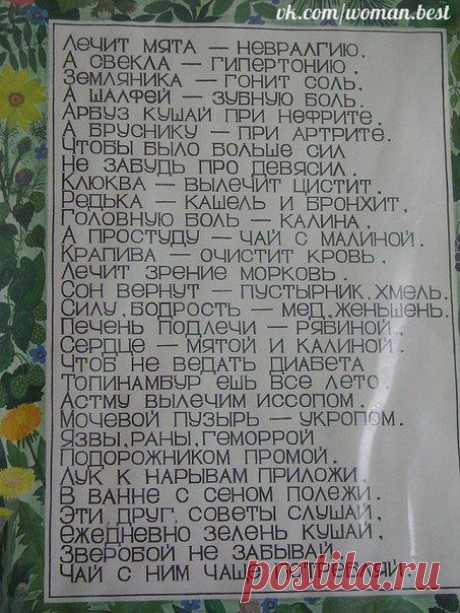 vk.com/woman.best
Лечит мята — невралгию.
А свекла — гипертонию.
Земляника — гонит соль,
А шалфей — зубную боль.
Арбуз кушай при нефрите,
А бруснику — при артрите.
Чтобы было больше сил
Не забудь про девясил.
Клюква — вылечит цистит,
Редька — кашель и бронхит,
Головную боль — калина,
А простуду — чай с малиной.
Крапива — очистит кровь,
Лечит зрение морковь.
Сон вернут — пустырник, хмель.
Силу, бодрость — мед, женьшень.
Печень подлечи — рябиной,
Сердце — мятой и калиной.
Чтоб не ведать диабета
Топинамбур ешь все лето.
Астму вылечим иссопом.
Мочевой пузырь — укропом.
Язвы, раны, геморрой
Подорожником промой.
Лук к нарывам приложи.
В ванне с сеном полежи.
Эти, друг, советы слушай,
Ежедневно зелень кушай,
Зверобой не забывай,
Чай с ним чаще
postila.ru